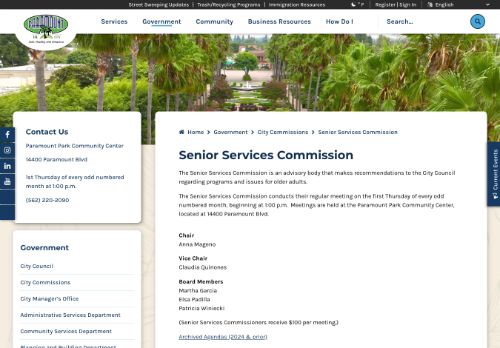 Street Sweeping Updates | Trash/Recycling Programs | Immigration Resources
°F | Register | Sign In | English
PARAMOUNT
Services Government Community Business Resources How Do I Search...
Contact Us
Paramount Park Community Center
14400 Paramount Blvd
1st Thursday of every odd numbered
month at 1:00 p.m.
(562) 220-2090
Government
City Council
City Commissions
City Manager's Office
Administrative Services Department
Community Services Department
Planning and Building Department
Home > Government > City Commissions > Senior Services Commission
Senior Services Commission
The Senior Services Commission is an advisory body that makes recommendations to the City Council
regarding programs and issues for older adults.
The Senior Services Commission conducts their regular meeting on the first Thursday of every odd
numbered month, beginning at 1:00 p.m. Meetings are held at the Paramount Park Community Center,
located at 14400 Paramount Blvd.
Chair
Anna Mageno
Vice Chair
Claudia Quinones
Board Members
Martha Garcia
Elsa Padilla
Patricia Winiecki
(Senior Services Commissioners receive $100 per meeting.)
Archived Agendas (2024 & prior)
Current Events